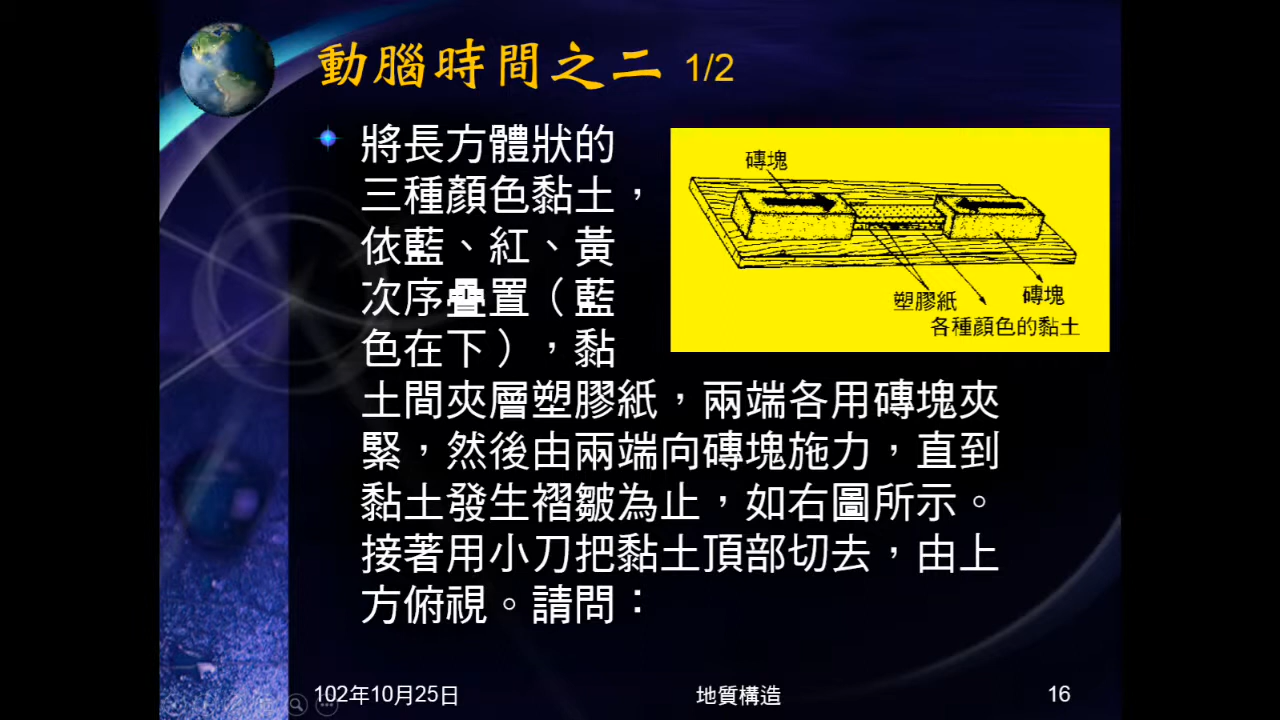 動腦時間之二 1/2
將長方體狀的
三種顏色黏土，
依藍、紅、黃
次序疊置（藍
色在下），黏
土間夾層塑膠紙，兩端各用磚塊夾
緊，然後由兩端向磚塊施力，直到
黏土發生褶皺為止，如右圖所示。
接著用小刀把黏土頂部切去，由上
方俯視。請問：
磚塊
塑膠紙
磚塊
各種顏色的黏土
102年10月25日
地質構造
16